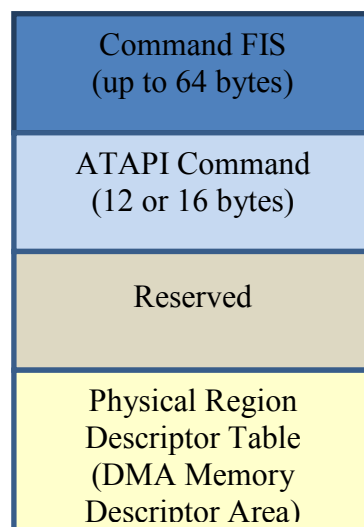 Command FIS
(up to 64 bytes)
ATAPI Command
(12 or 16 bytes)
Reserved
Physical Region
Descriptor Table
(DMA Memory
Descriptor Area)